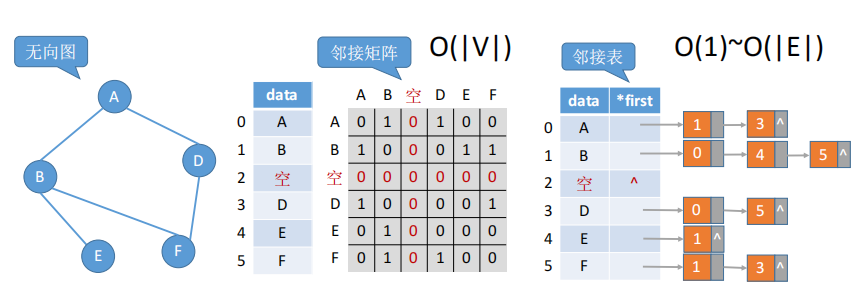 无向图
A
B
D
E
F
邻接矩阵 O(|V|)
data
0 A
1 B
2 空
3 D
4 E
5 F
A B 空 D E F
A 0 1 0 1 0 0
B 1 0 0 0 1 1
空 0 0 0 0 0 0
D 1 0 0 0 0 1
E 0 1 0 0 0 0
F 0 1 0 1 0 0
邻接表 O(1)~O(|E|)
data *first
0 A 1 3 ^
1 B 0 4 5 ^
2 空 ^
3 D 0 5 ^
4 E 1 ^
5 F 1 3 ^